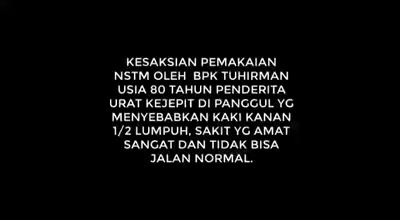 KESAKSIAN PEMAKAIAN
NSTM OLEH BPK TUHIRMAN
USIA 80 TAHUN PENDERITA
URAT KEJEPIT DI PANGGUL YG
MENYEBABKAN KAKI KANAN
1/2 LUMPUH, SAKIT YG AMAT
SANGAT DAN TIDAK BISA
JALAN NORMAL.